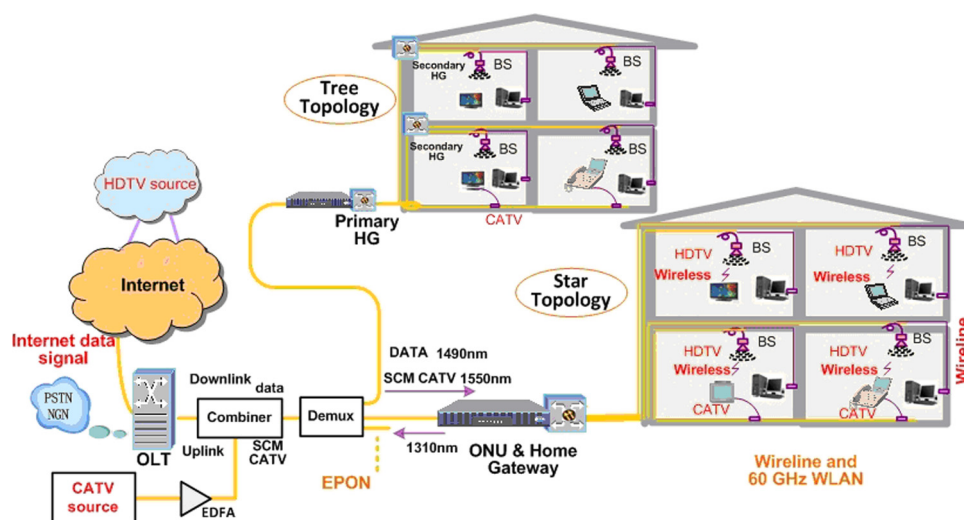 Tree
Topology
Secondary
HG
BS
BS
Secondary
HG
BS
BS
CATV
Primary
HG
HDTV source
Internet
Internet data
signal
PSTN
NGN
OLT
Downlink
data
Combiner
Uplink
SCM
CATV
Demux
DATA 1490nm
SCM CATV 1550nm
1310nm
EPON
CATV
source
EDFA
ONU & Home
Gateway
Star
Topology
HDTV
BS
Wireless
HDTV
BS
Wireless
HDTV
BS
Wireless
CATV
HDTV
BS
Wireless
CATV
Wireline
Wireline and
60 GHz WLAN